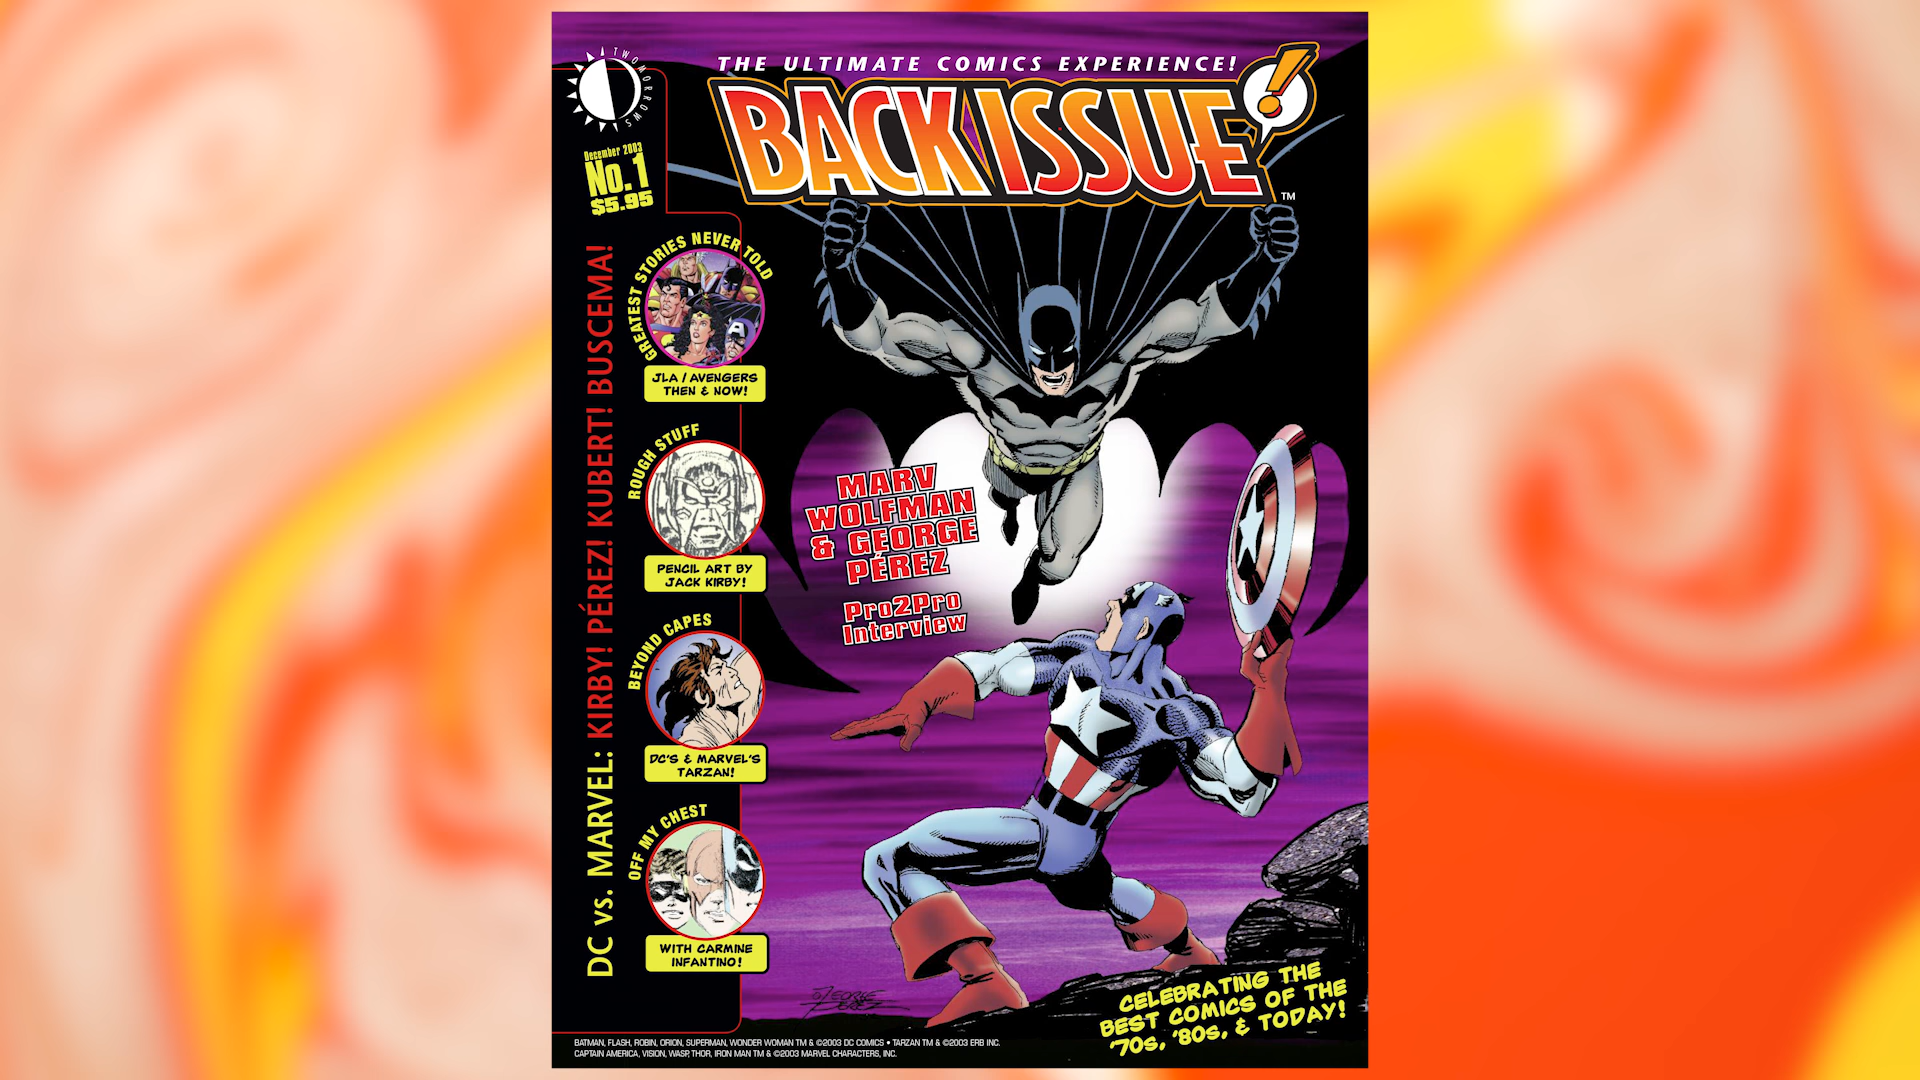 TWOMORROWS
THE ULTIMATE COMICS EXPERIENCE!
BACK ISSUE!
TM
December 2003
No. 1
$5.95
DC vs. MARVEL: KIRBY! PÉREZ! KUBERT! BUSCEMA!
GREATEST STORIES NEVER TOLD
JLA / AVENGERS
THEN & NOW!
ROUGH STUFF
PENCIL ART BY
JACK KIRBY!
BEYOND CAPES
DC'S & MARVEL'S
TARZAN!
OFF MY CHEST
WITH CARMINE
INFANTINO!
MARV
WOLFMAN
& GEORGE
PÉREZ
Pro2Pro
Interview
GEORGE
PEREZ
CELEBRATING THE
BEST COMICS OF THE
'70s, '80s, & TODAY!
BATMAN, FLASH, ROBIN, ORION, SUPERMAN, WONDER WOMAN TM & ©2003 DC COMICS • TARZAN TM & ©2003 ERB INC.
CAPTAIN AMERICA, VISION, WASP, THOR, IRON MAN TM & ©2003 MARVEL CHARACTERS, INC.